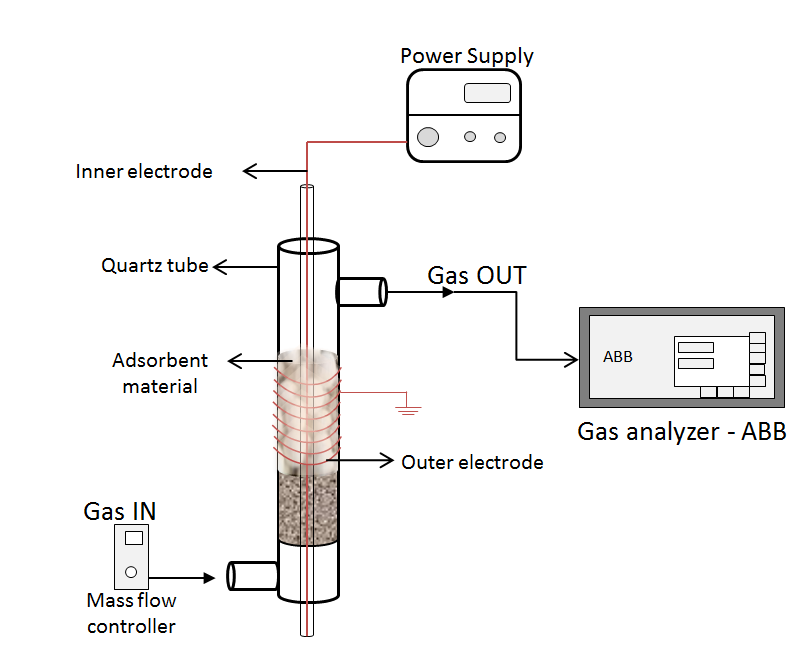 Power Supply
Inner electrode
Quartz tube
Gas OUT
Adsorbent
material
ABB
Gas analyzer - ABB
Outer electrode
Gas IN
Mass flow
controller